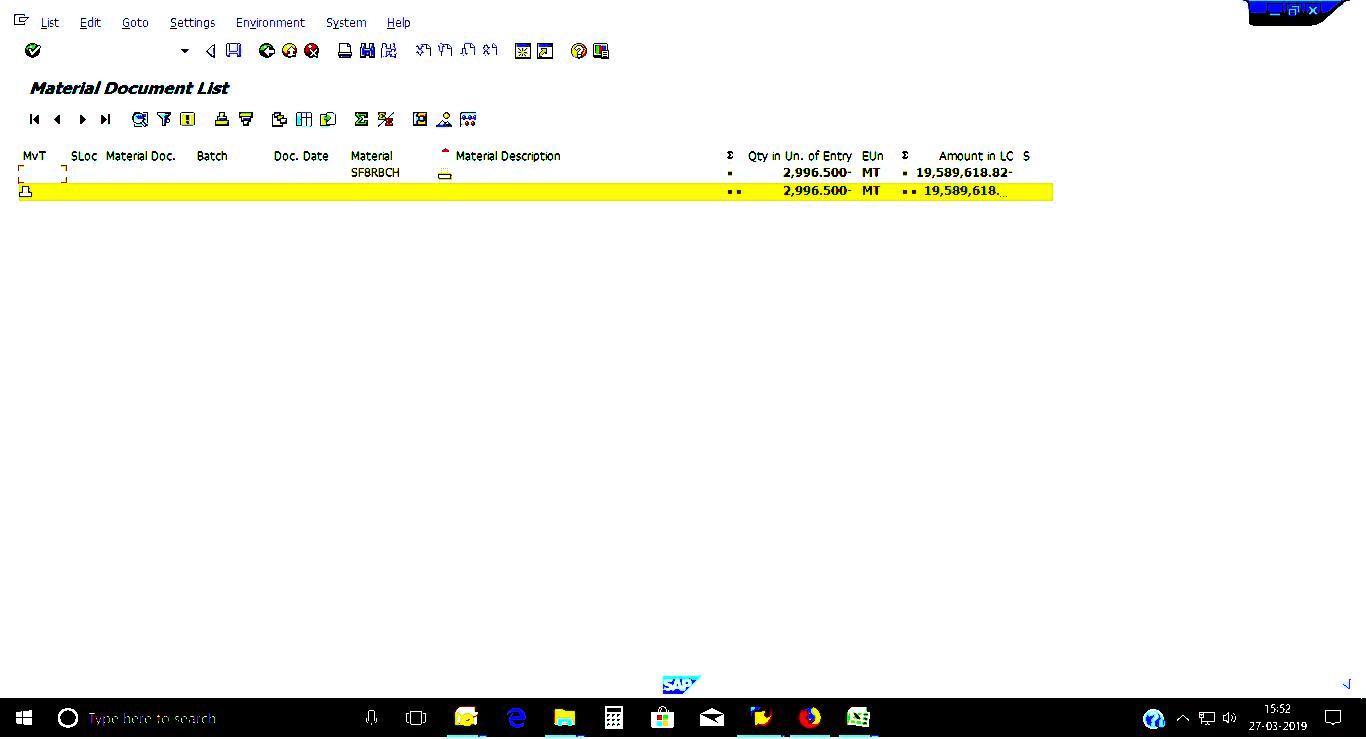 List Edit Goto Settings Environment System Help
Material Document List
MvT SLoc Material Doc. Batch Doc. Date Material Material Description Σ Qty in Un. of Entry EUn Σ Amount in LC S
SF8RBCH 2,996.500- MT 19,589,618.82-
2,996.500- MT 19,589,618...
SAP
Type here to search
15:52
27-03-2019